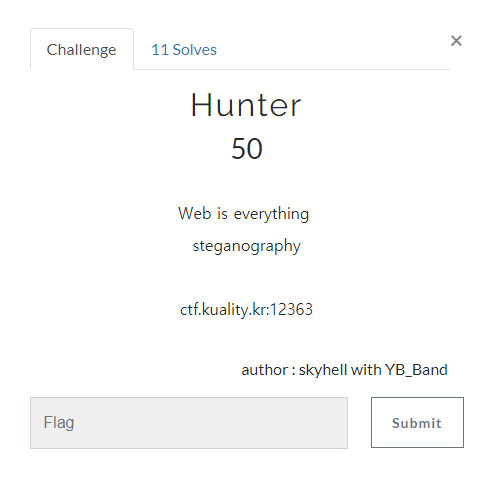 Challenge
11 Solves
×
Hunter
50
Web is everything
steganography
ctf.kuality.kr:12363
author : skyhell with YB_Band
Flag
Submit